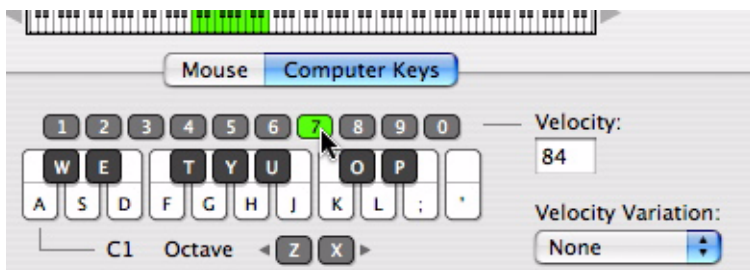 Mouse Computer Keys
1 2 3 4 5 6 7 8 9 0 Velocity:
84
W E T Y U O P
A S D F G H J K L ; '
Velocity Variation:
C1 Octave Z X None